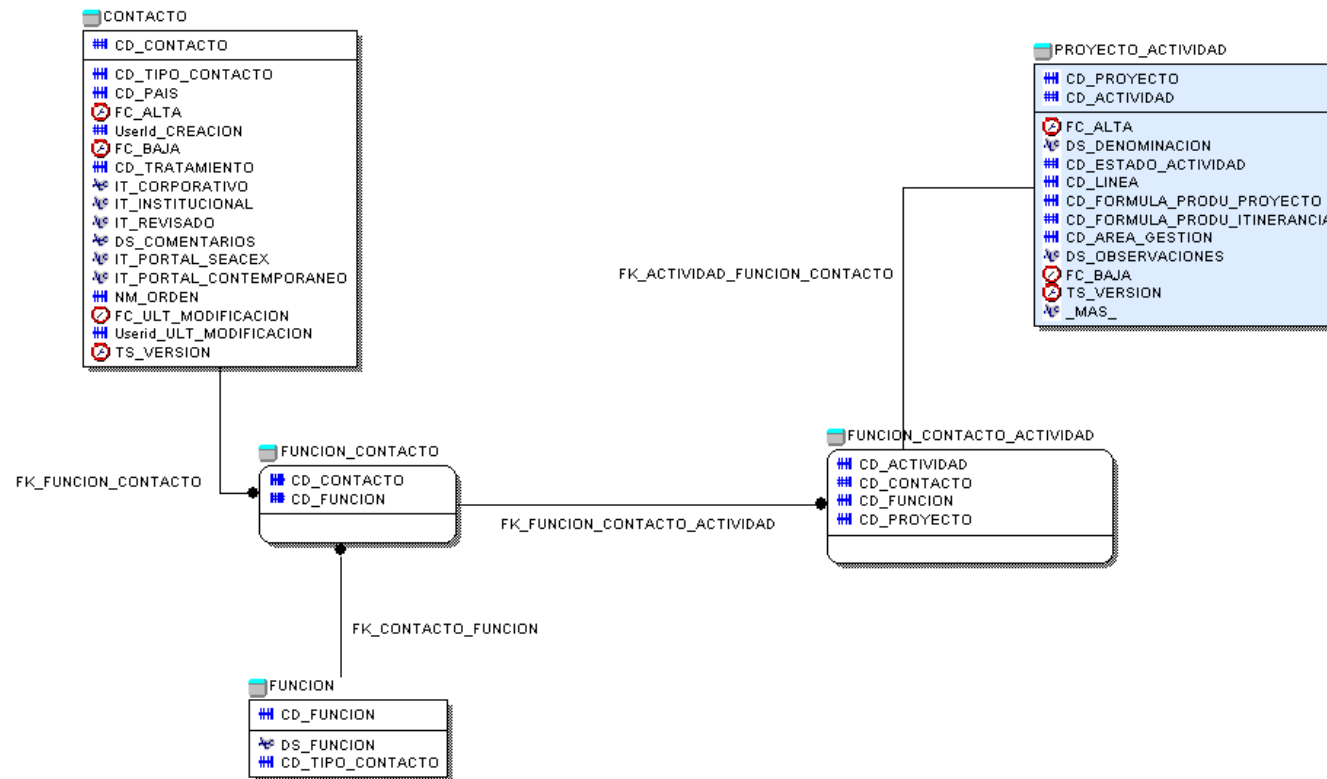 CONTACTO
CD_CONTACTO
CD_TIPO_CONTACTO
CD_PAIS
FC_ALTA
UserId_CREACION
FC_BAJA
CD_TRATAMIENTO
IT_CORPORATIVO
IT_INSTITUCIONAL
IT_REVISADO
DS_COMENTARIOS
IT_PORTAL_SEACEX
IT_PORTAL_CONTEMPORANEO
NM_ORDEN
FC_ULT_MODIFICACION
Userid_ULT_MODIFICACION
TS_VERSION
PROYECTO_ACTIVIDAD
CD_PROYECTO
CD_ACTIVIDAD
FC_ALTA
DS_DENOMINACION
CD_ESTADO_ACTIVIDAD
CD_LINEA
CD_FORMULA_PRODU_PROYECTO
CD_FORMULA_PRODU_ITINERANCIA
CD_AREA_GESTION
DS_OBSERVACIONES
FC_BAJA
TS_VERSION
_MAS_
FK_ACTIVIDAD_FUNCION_CONTACTO
FK_FUNCION_CONTACTO
FUNCION_CONTACTO
CD_CONTACTO
CD_FUNCION
FK_FUNCION_CONTACTO_ACTIVIDAD
FUNCION_CONTACTO_ACTIVIDAD
CD_ACTIVIDAD
CD_CONTACTO
CD_FUNCION
CD_PROYECTO
FK_CONTACTO_FUNCION
FUNCION
CD_FUNCION
DS_FUNCION
CD_TIPO_CONTACTO